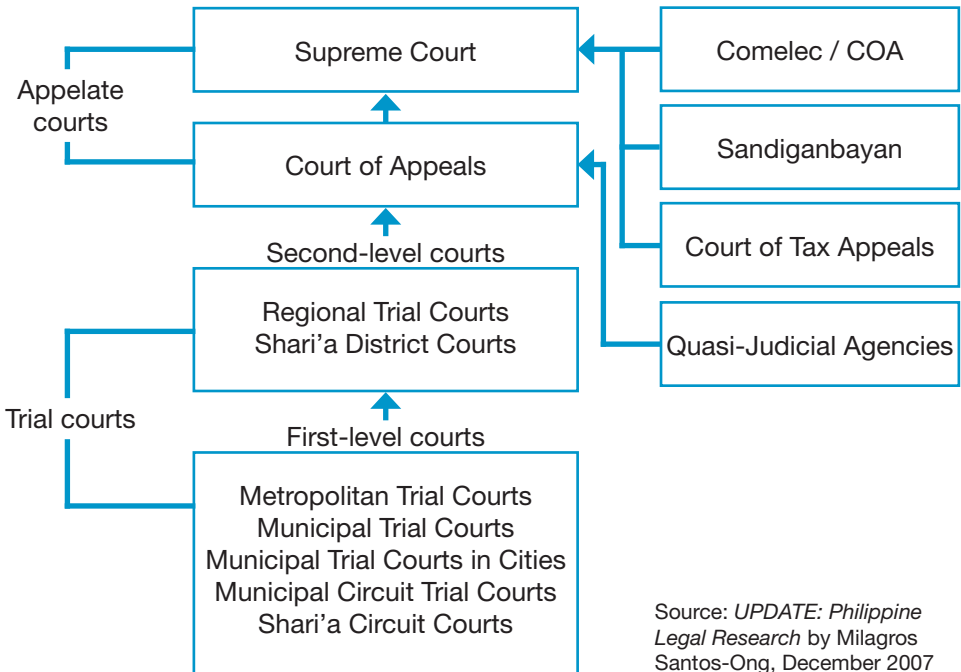 Supreme Court
Appelate
courts
Court of Appeals
Second-level courts
Regional Trial Courts
Shari’a District Courts
Trial courts
First-level courts
Metropolitan Trial Courts
Municipal Trial Courts
Municipal Trial Courts in Cities
Municipal Circuit Trial Courts
Shari’a Circuit Courts
Comelec / COA
Sandiganbayan
Court of Tax Appeals
Quasi-Judicial Agencies
Source: UPDATE: Philippine
Legal Research by Milagros
Santos-Ong, December 2007